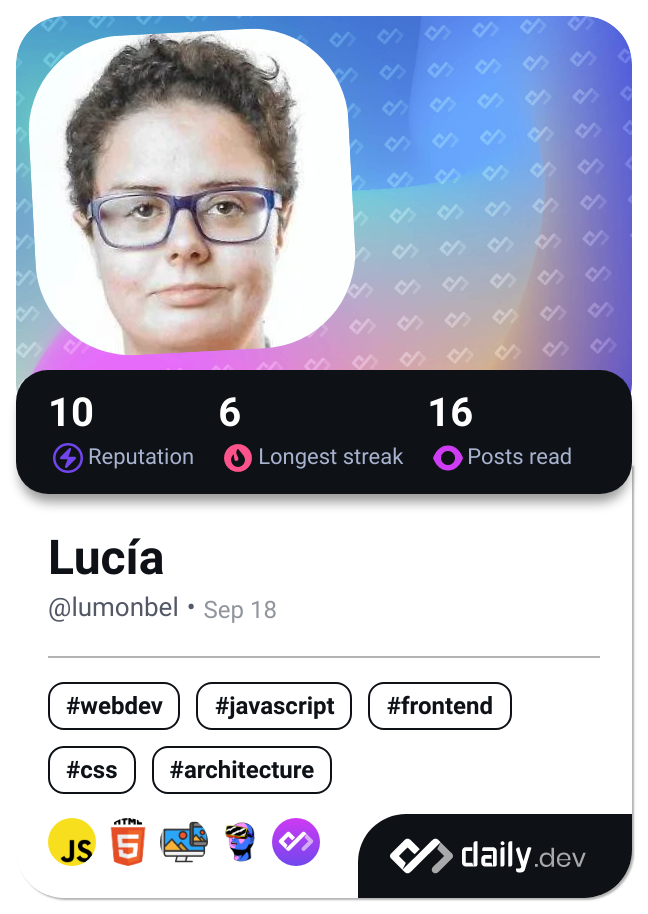 10 6 16
Reputation Longest streak Posts read
Lucía
@lumonbel • Sep 18
#webdev #javascript #frontend
#css #architecture
JS HTML 5 daily.dev